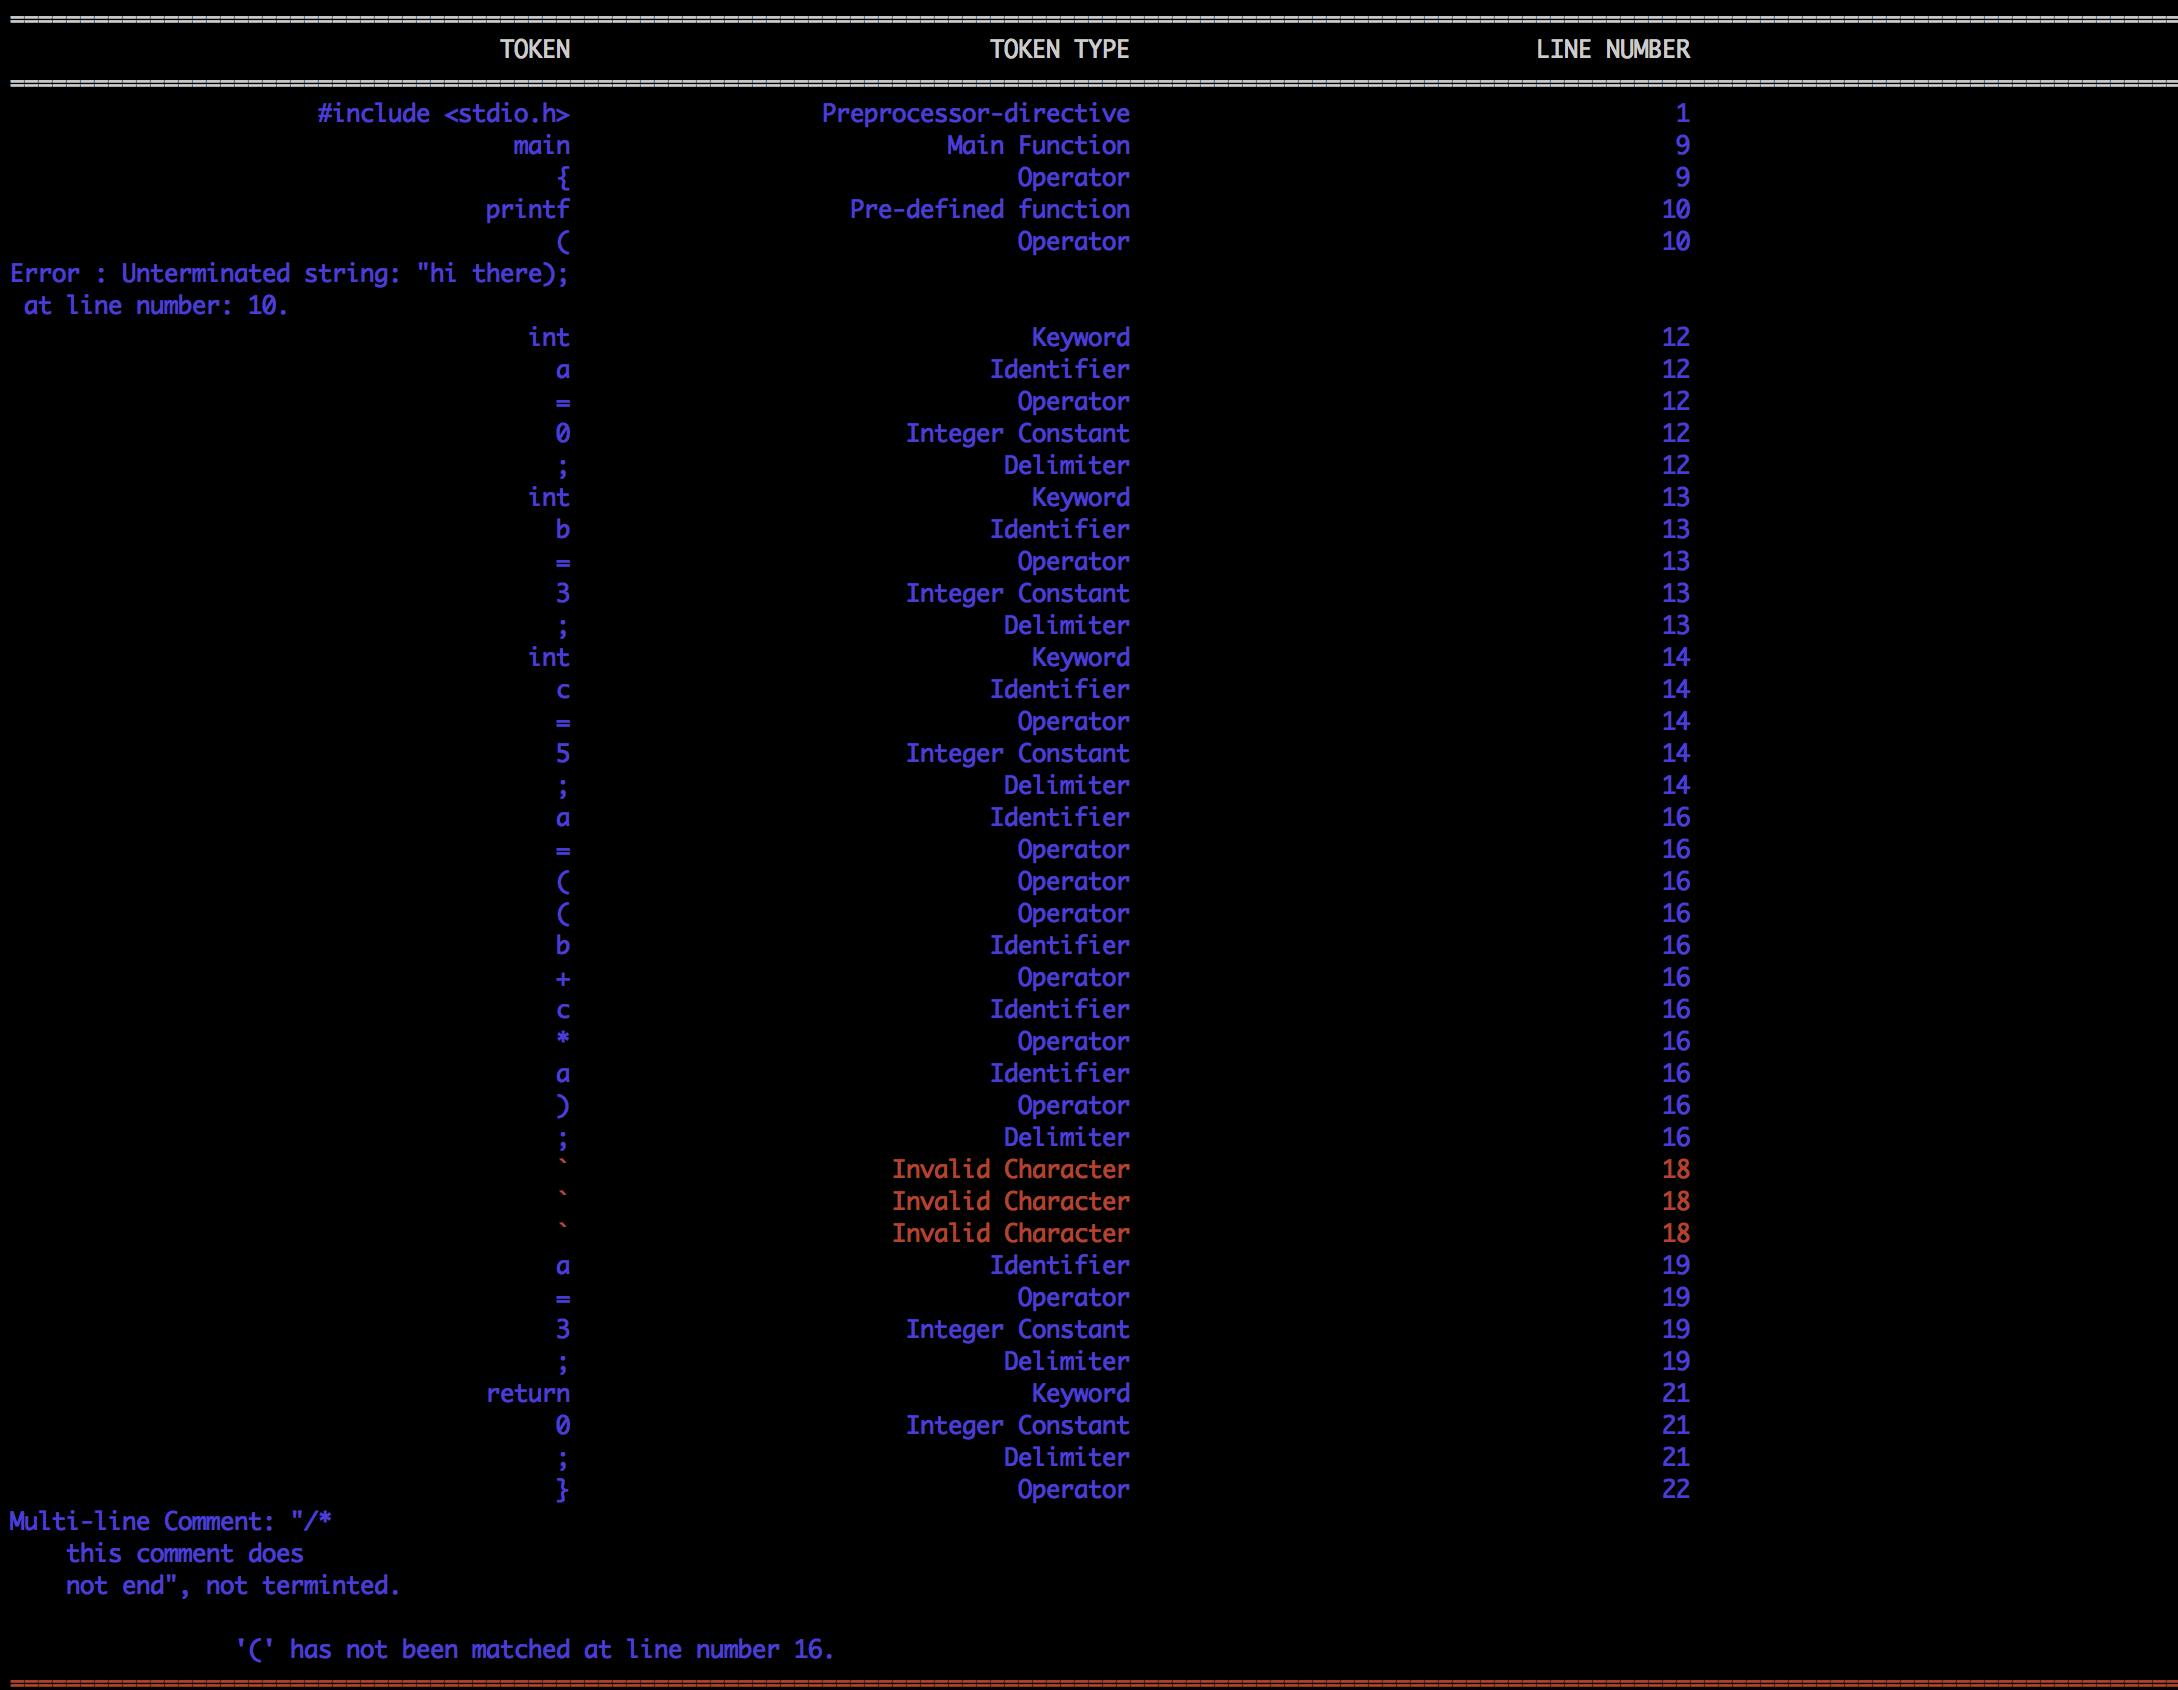 TOKEN TOKEN TYPE LINE NUMBER
#include <stdio.h> Preprocessor-directive 1
main Main Function 9
{ Operator 9
printf Pre-defined function 10
( Operator 10
Error : Unterminated string: "hi there);
at line number: 10.
int Keyword 12
a Identifier 12
= Operator 12
0 Integer Constant 12
; Delimiter 12
int Keyword 13
b Identifier 13
= Operator 13
3 Integer Constant 13
; Delimiter 13
int Keyword 14
c Identifier 14
= Operator 14
5 Integer Constant 14
; Delimiter 14
a Identifier 16
= Operator 16
( Operator 16
( Operator 16
b Identifier 16
+ Operator 16
c Identifier 16
* Operator 16
a Identifier 16
) Operator 16
; Delimiter 16
` Invalid Character 18
` Invalid Character 18
` Invalid Character 18
a Identifier 19
= Operator 19
3 Integer Constant 19
; Delimiter 19
return Keyword 21
0 Integer Constant 21
; Delimiter 21
} Operator 22
Multi-line Comment: "/*
this comment does
not end", not terminted.
'(' has not been matched at line number 16.